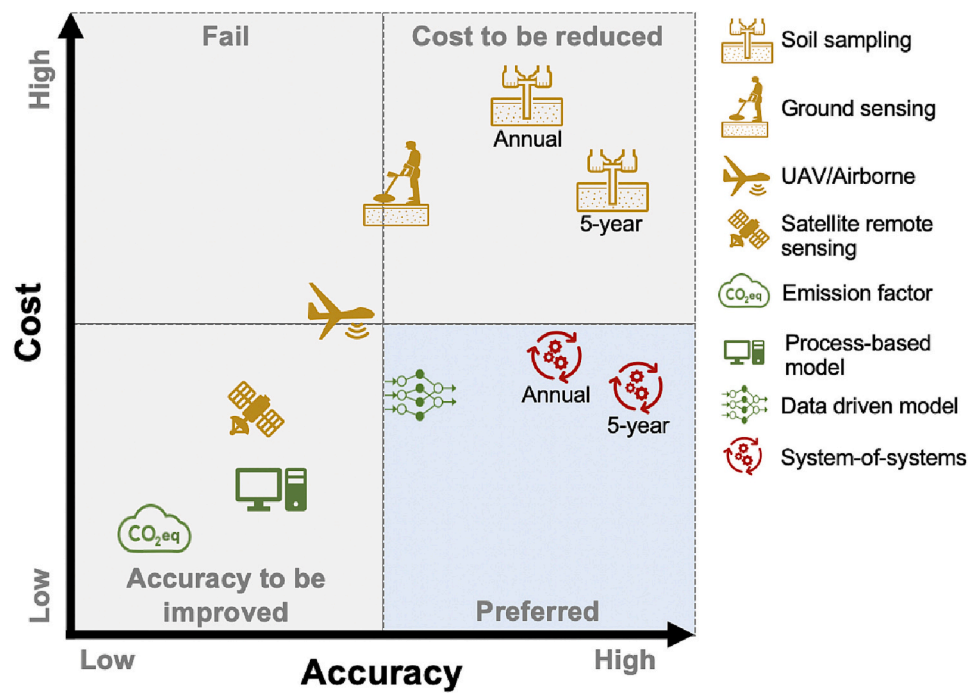 Fail
Cost to be reduced
High
Cost
Low
Annual
5-year
Annual
5-year
CO2eq
Accuracy to be
improved
Preferred
Low
Accuracy
High
Soil sampling
Ground sensing
UAV/Airborne
Satellite remote
sensing
CO2eq
Emission factor
Process-based
model
Data driven model
System-of-systems